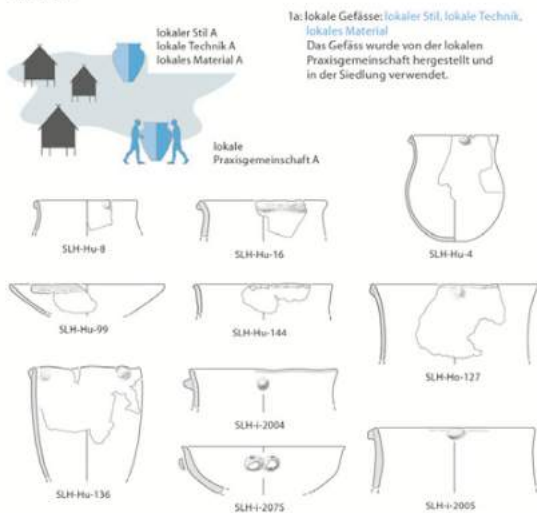 lokaler Stil A
lokale Technik A
lokales Material A
lokale
Praxisgemeinschaft A
1a: lokale Gefässe: lokaler Stil, lokale Technik,
lokales Material
Das Gefäss wurde von der lokalen
Praxisgemeinschaft hergestellt und
in der Siedlung verwendet.
SLH-Hu-8
SLH-Hu-16
SLH-Hu-4
SLH-Hu-99
SLH-Hu-144
SLH-Ho-127
SLH-Hu-136
SLH-i-2004
SLH-i-2075
SLH-i-2005